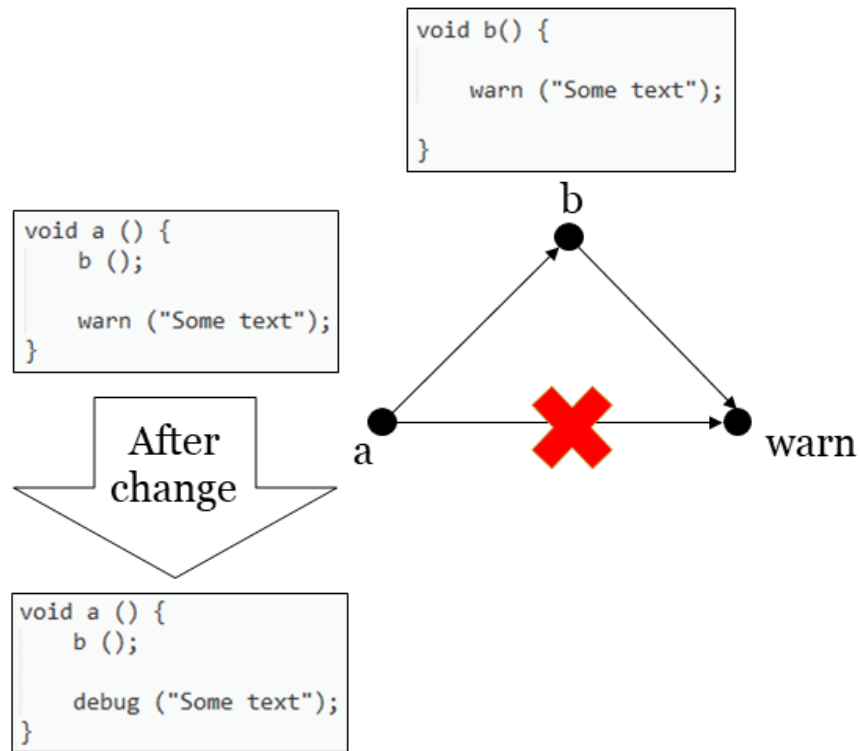 void b() {
warn ("Some text");
}
b
void a () {
b ();
warn ("Some text");
}
a
warn
After
change
void a () {
b ();
debug ("Some text");
}